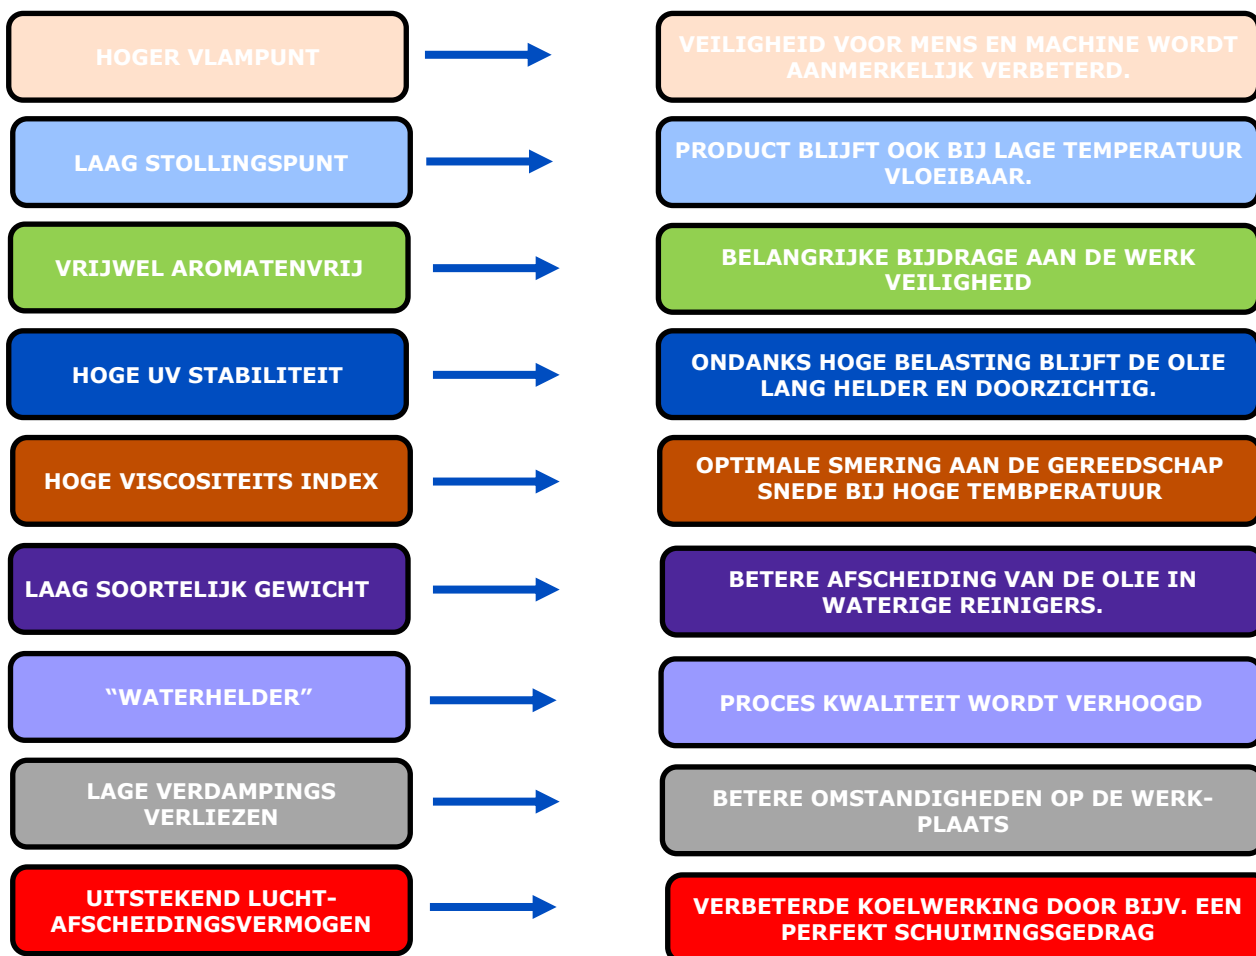 HOGER VLAMPUNT
VEILIGHEID VOOR MENS EN MACHINE WORDT
AANMERKELIJK VERBETERD.
LAAG STOLLINGSPUNT
PRODUCT BLIJFT OOK BIJ LAGE TEMPERATUUR
VLOEIBAAR.
VRIJWEL AROMATENVRIJ
BELANGRIJKE BIJDRAGE AAN DE WERK
VEILIGHEID
HOGE UV STABILITEIT
ONDANKS HOGE BELASTING BLIJFT DE OLIE
LANG HELDER EN DOORZICHTIG.
HOGE VISCOSITEITS INDEX
OPTIMALE SMERING AAN DE GEREEDSCHAP
SNEDE BIJ HOGE TEMBPERATUUR
LAAG SOORTELIJK GEWICHT
BETERE AFSCHEIDING VAN DE OLIE IN
WATERIGE REINIGERS.
“WATERHELDER”
PROCES KWALITEIT WORDT VERHOOGD
LAGE VERDAMPINGS
VERLIEZEN
BETERE OMSTANDIGHEDEN OP DE WERK-
PLAATS
UITSTEKEND LUCHT-
AFSCHEIDINGSVERMOGEN
VERBETERDE KOELWERKING DOOR BIJV. EEN
PERFEKT SCHUIMINGSGEDRAG